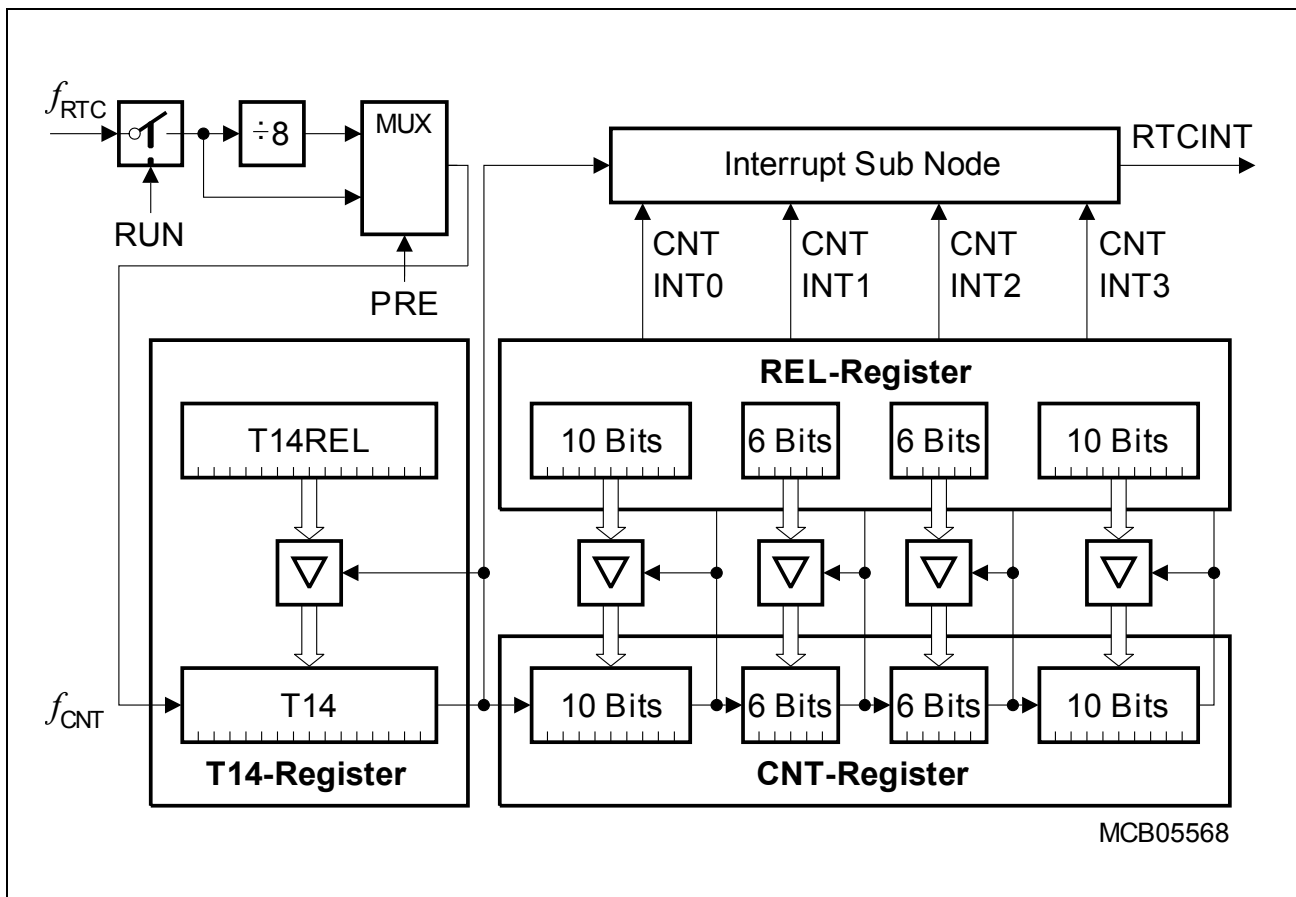 fRTC
÷8
MUX
RUN
PRE
Interrupt Sub Node
RTCINT
CNT
INT0
CNT
INT1
CNT
INT2
CNT
INT3
REL-Register
T14REL
10 Bits
6 Bits
6 Bits
10 Bits
fCNT
T14
10 Bits
6 Bits
6 Bits
10 Bits
T14-Register
CNT-Register
MCB05568